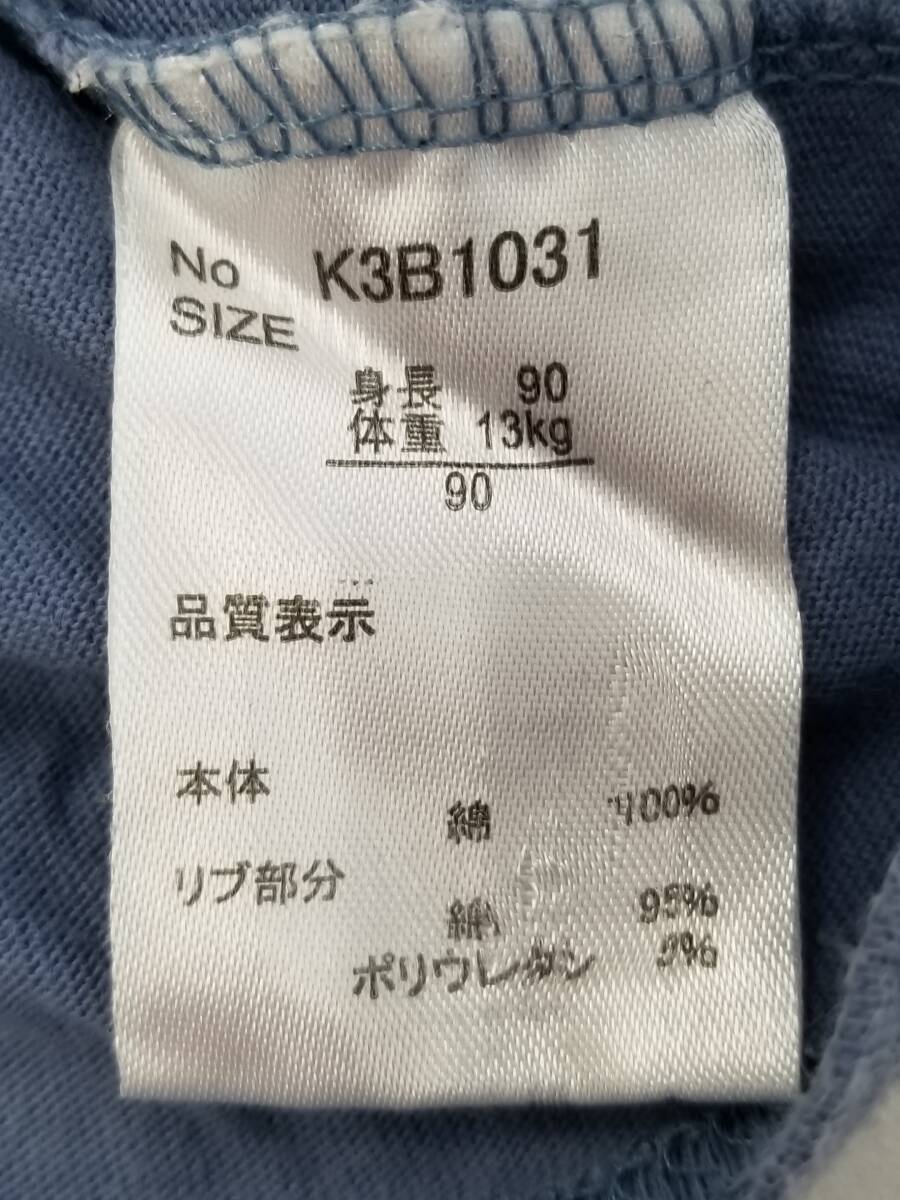 No K3B1031
SIZE
身長 90
体重 13kg
90
品質表示
本体
綿 100%
リブ部分
綿 95%
ポリウレタン 5%